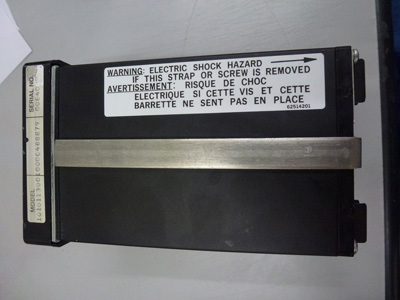 WARNING: ELECTRIC SHOCK HAZARD
IF THIS STRAP OR SCREW IS REMOVED
AVERTISSEMENT: RISQUE DE CHOC
ELECTRIQUE SI CETTE VIS ET CETTE
BARRETTE NE SENT PAS EN PLACE
62514201
MODEL
SERIAL NO.